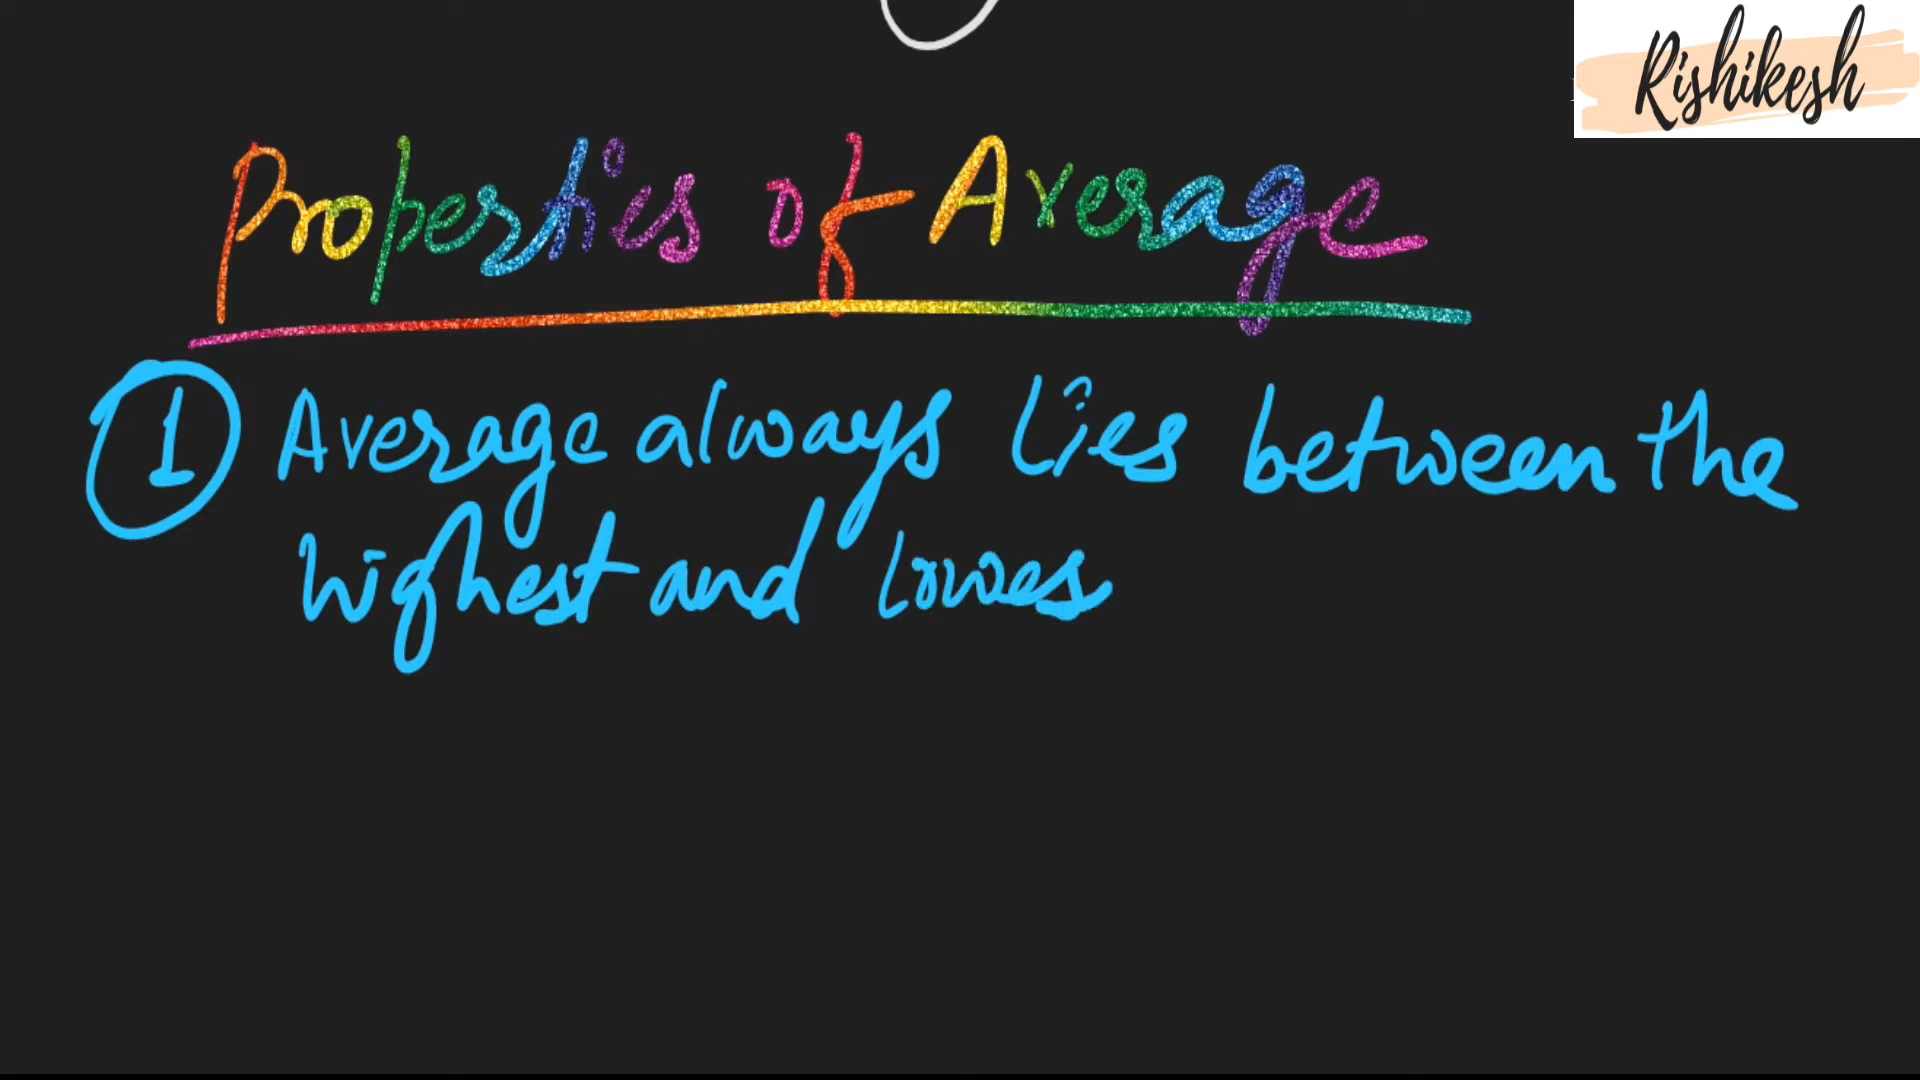 Rishikesh
Properties of Average
1 Average always lies between the
highest and lowes